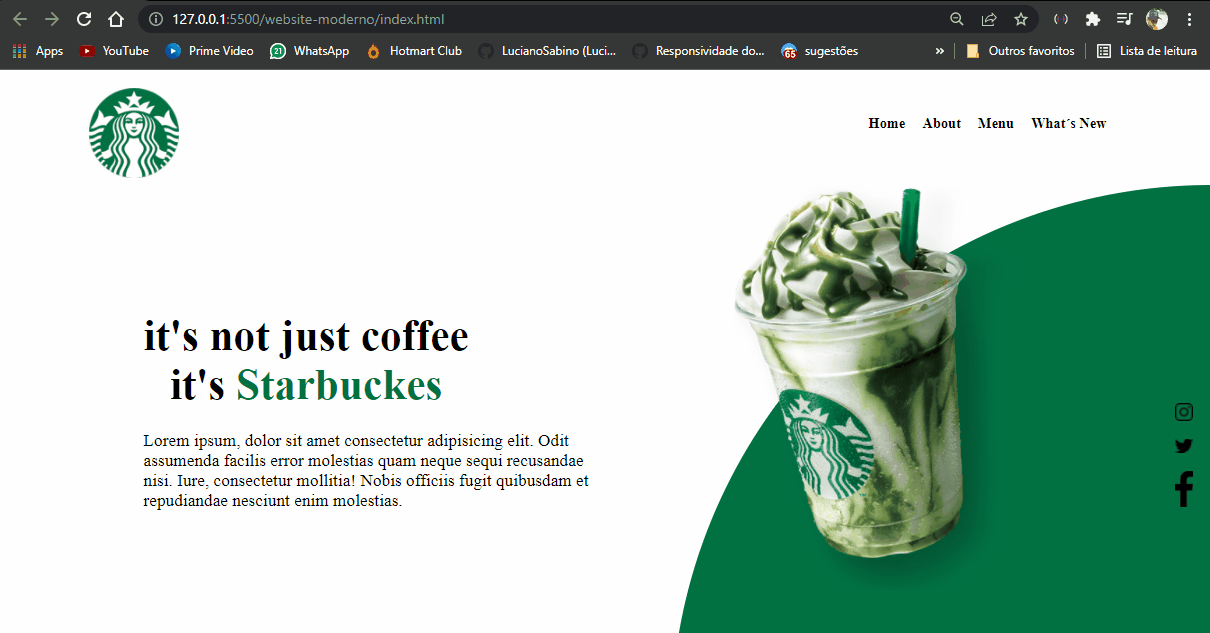 127.0.0.1:5500/website-moderno/index.html
Apps YouTube Prime Video 21 WhatsApp Hotmart Club LucianoSabino (Luci... Responsividade do... 65 sugestões » Outros favoritos Lista de leitura
Home About Menu What´s New
it's not just coffee
it's Starbuckes
Lorem ipsum, dolor sit amet consectetur adipisicing elit. Odit
assumenda facilis error molestias quam neque sequi recusandae
nisi. Iure, consectetur mollitia! Nobis officiis fugit quibusdam et
repudiandae nesciunt enim molestias.